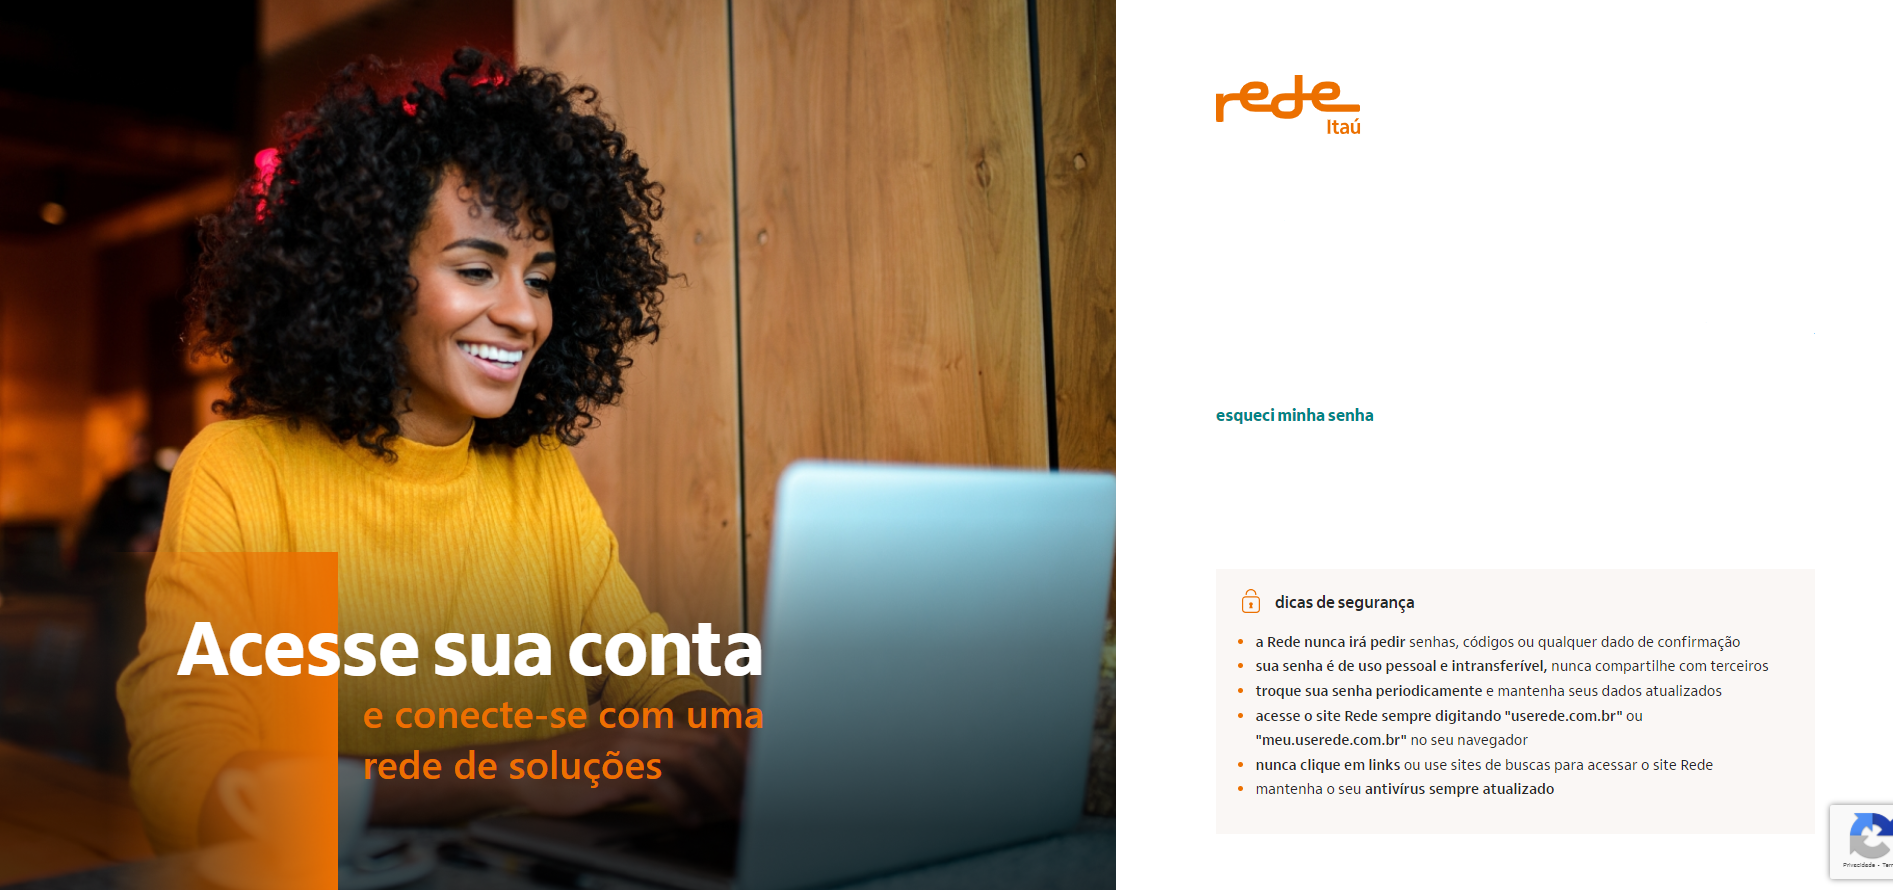 Acesse sua conta
e conecte-se com uma
rede de soluções
rede
Itaú
esqueci minha senha
dicas de segurança
a Rede nunca irá pedir senhas, códigos ou qualquer dado de confirmação
sua senha é de uso pessoal e intransferível, nunca compartilhe com terceiros
troque sua senha periodicamente e mantenha seus dados atualizados
acesse o site Rede sempre digitando "userede.com.br" ou
"meu.userede.com.br" no seu navegador
nunca clique em links ou use sites de buscas para acessar o site Rede
mantenha o seu antivírus sempre atualizado
Privacidade -